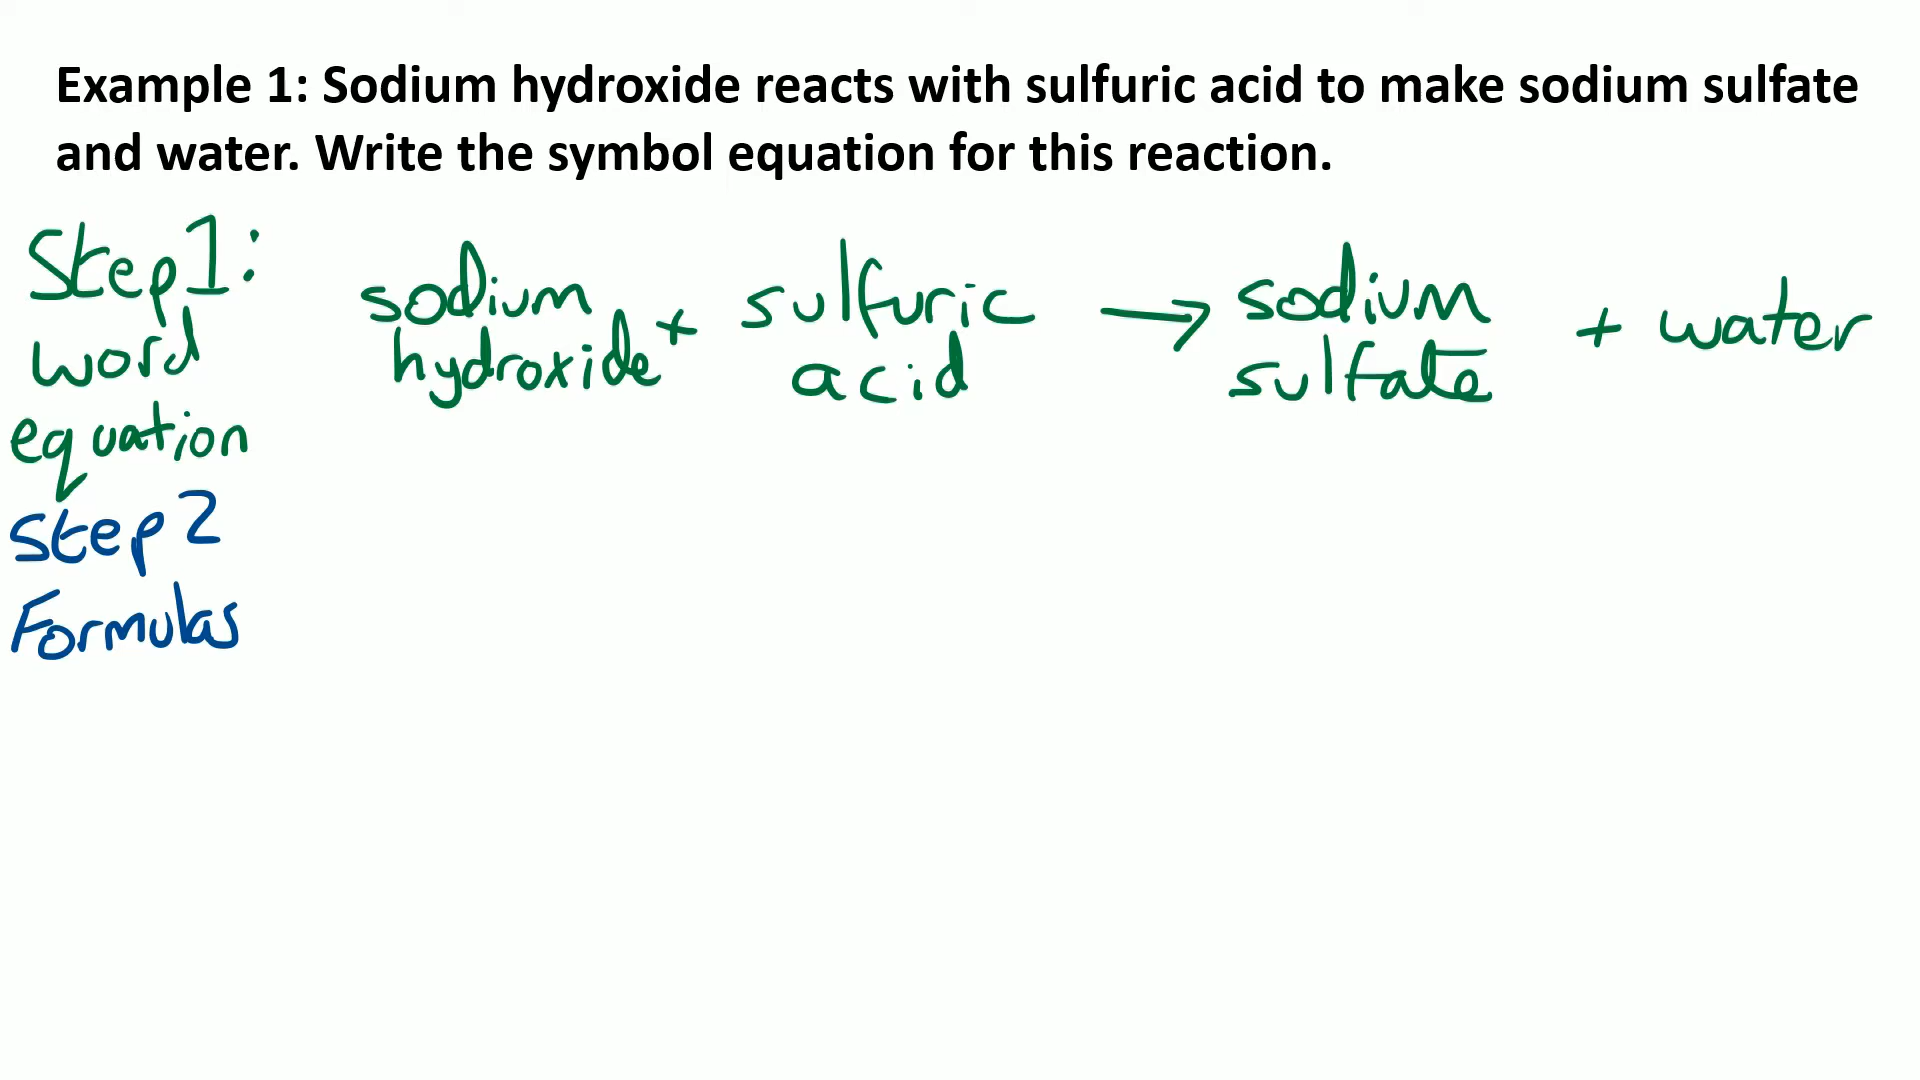 Example 1: Sodium hydroxide reacts with sulfuric acid to make sodium sulfate
and water. Write the symbol equation for this reaction.
Step 1:
word
equation
sodium hydroxide + sulfuric acid → sodium sulfate + water
Step 2
Formulas